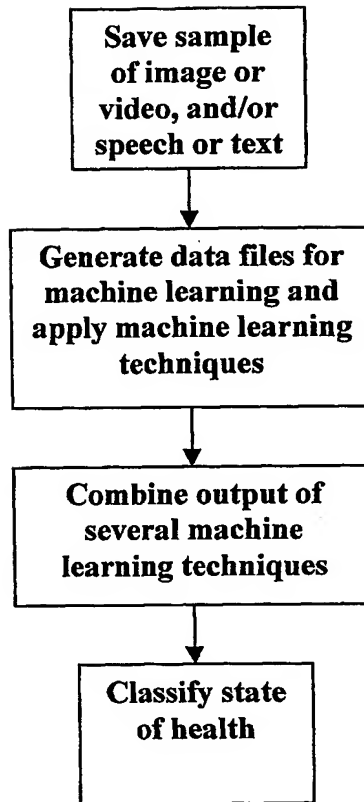 Save sample
of image or
video, and/or
speech or text
Generate data files for
machine learning and
apply machine learning
techniques
Combine output of
several machine
learning techniques
Classify state
of health